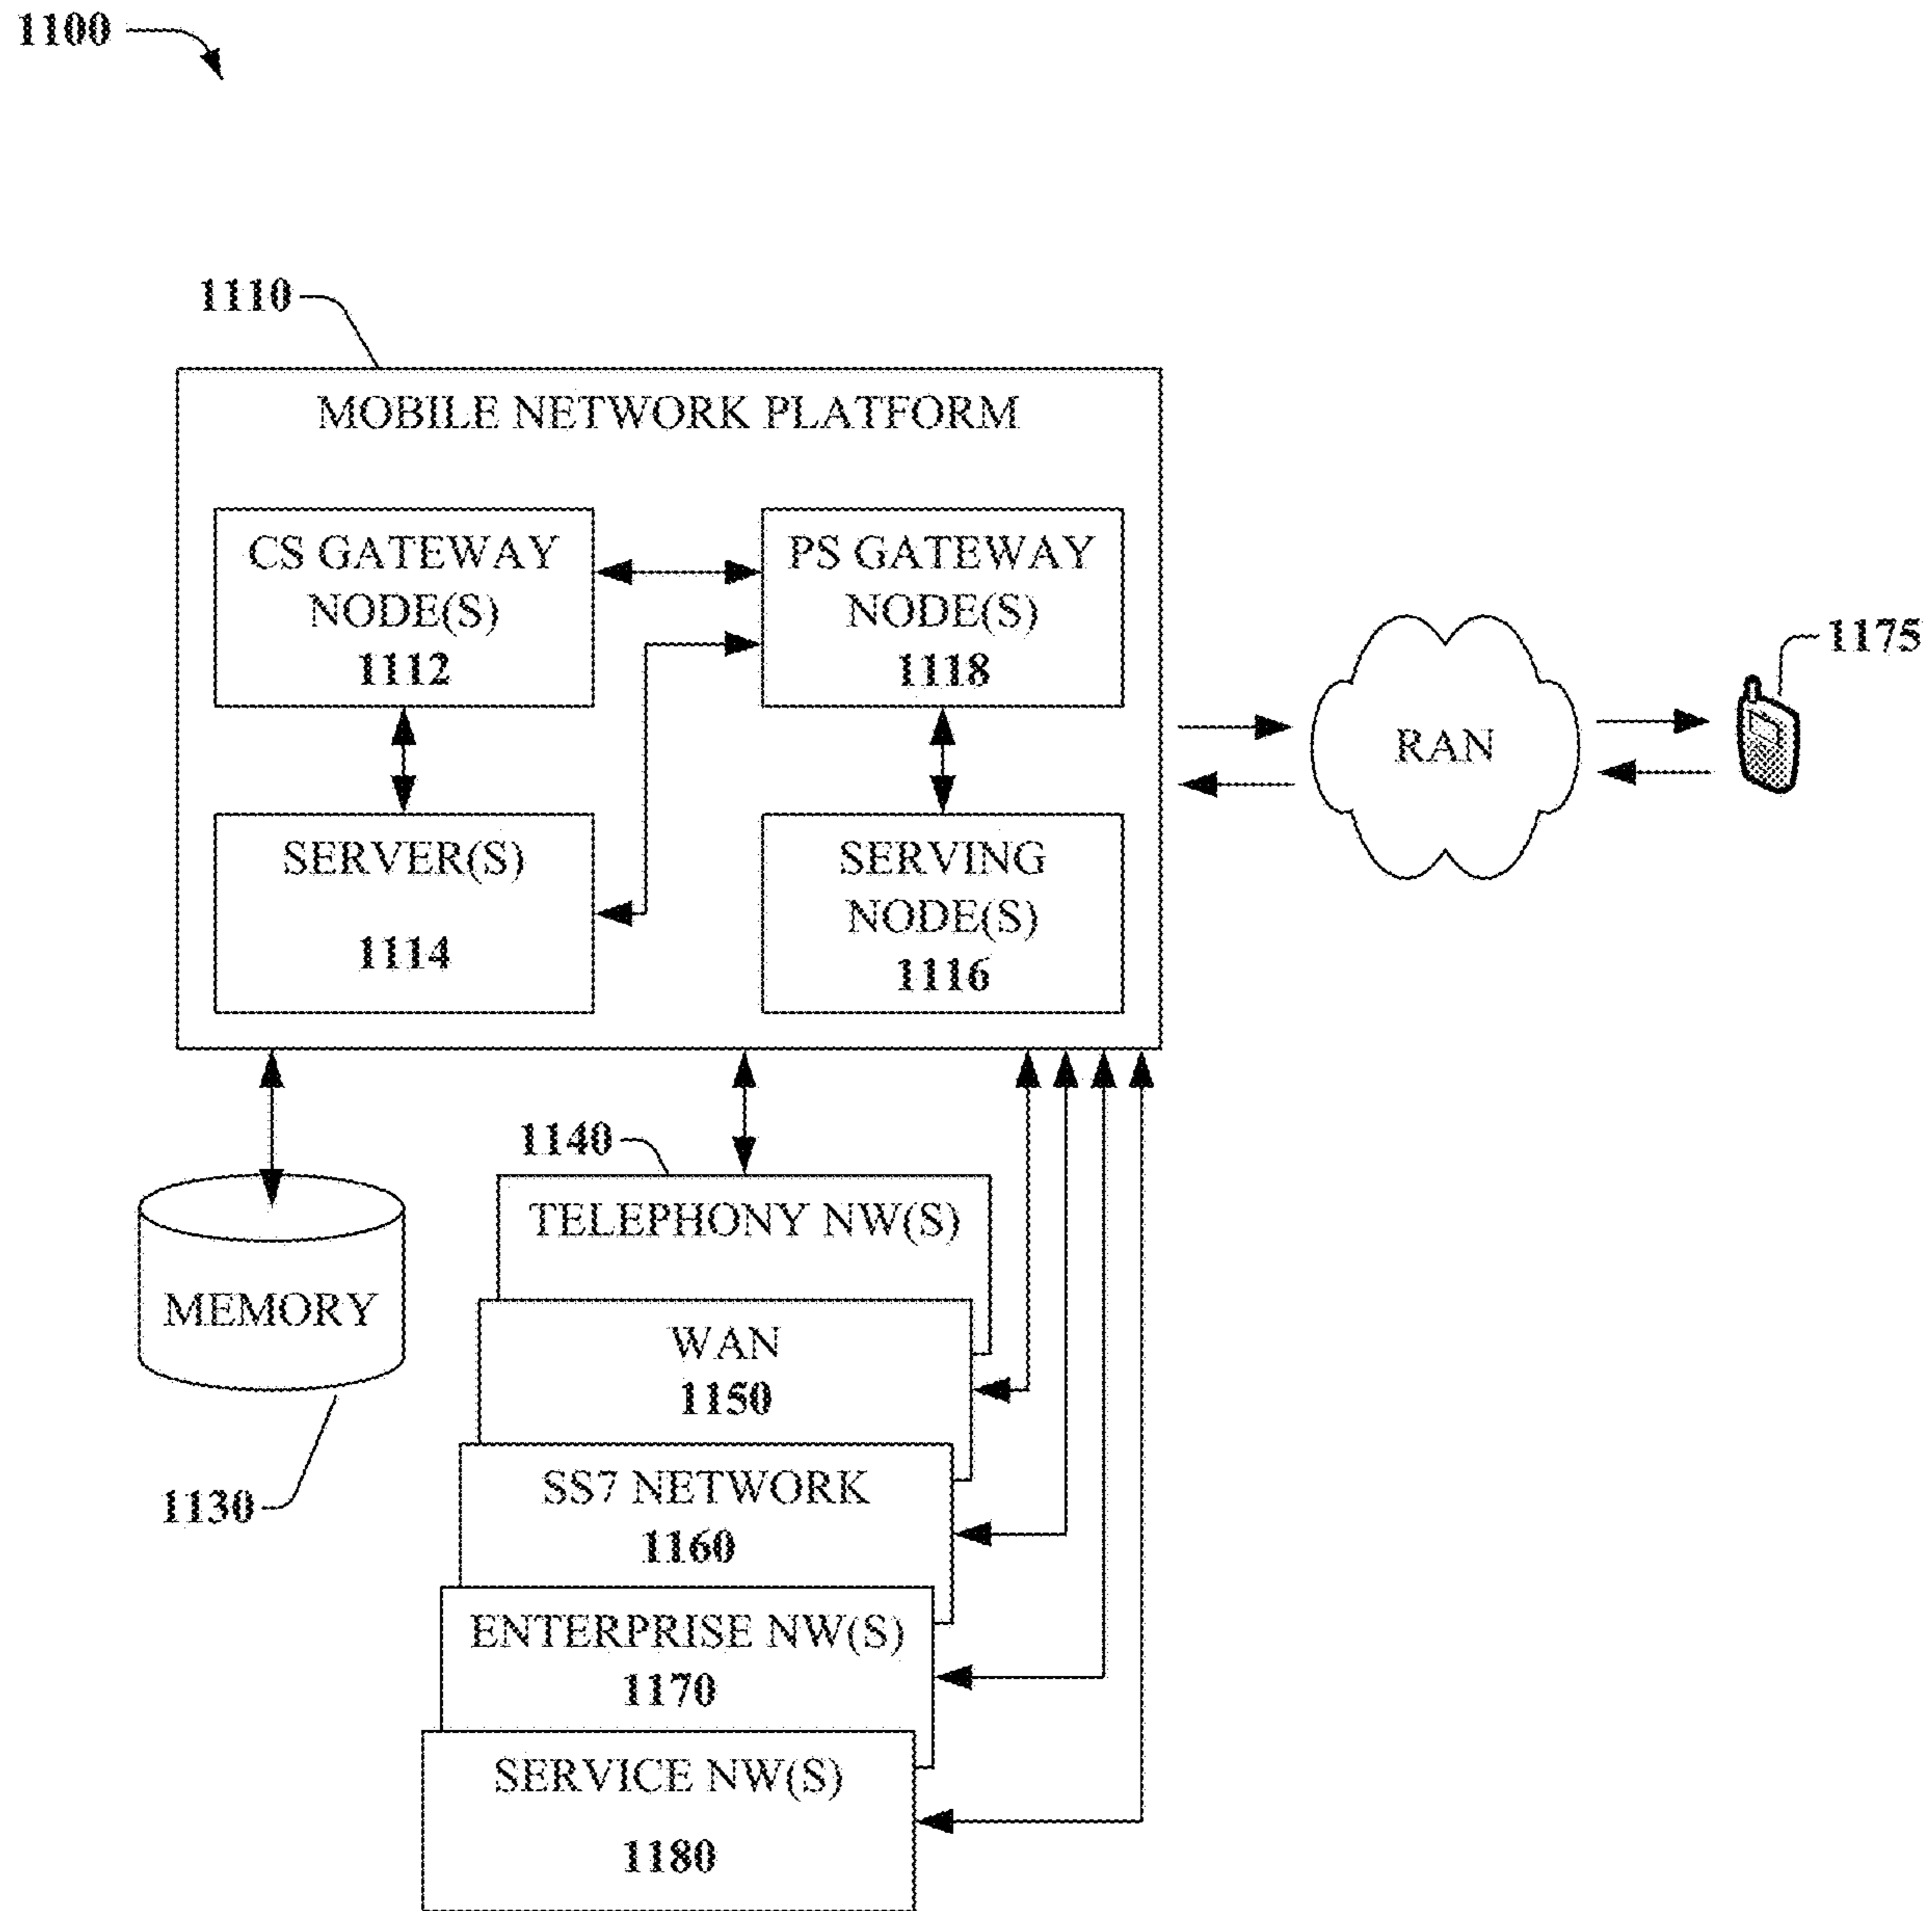 1100
1110
MOBILE NETWORK PLATFORM
CS GATEWAY
NODE(S)
1112
PS GATEWAY
NODE(S)
1118
SERVER(S)
1114
SERVING
NODE(S)
1116
RAN
1175
1140
TELEPHONY NW(S)
MEMORY
1130
WAN
1150
SS7 NETWORK
1160
ENTERPRISE NW(S)
1170
SERVICE NW(S)
1180